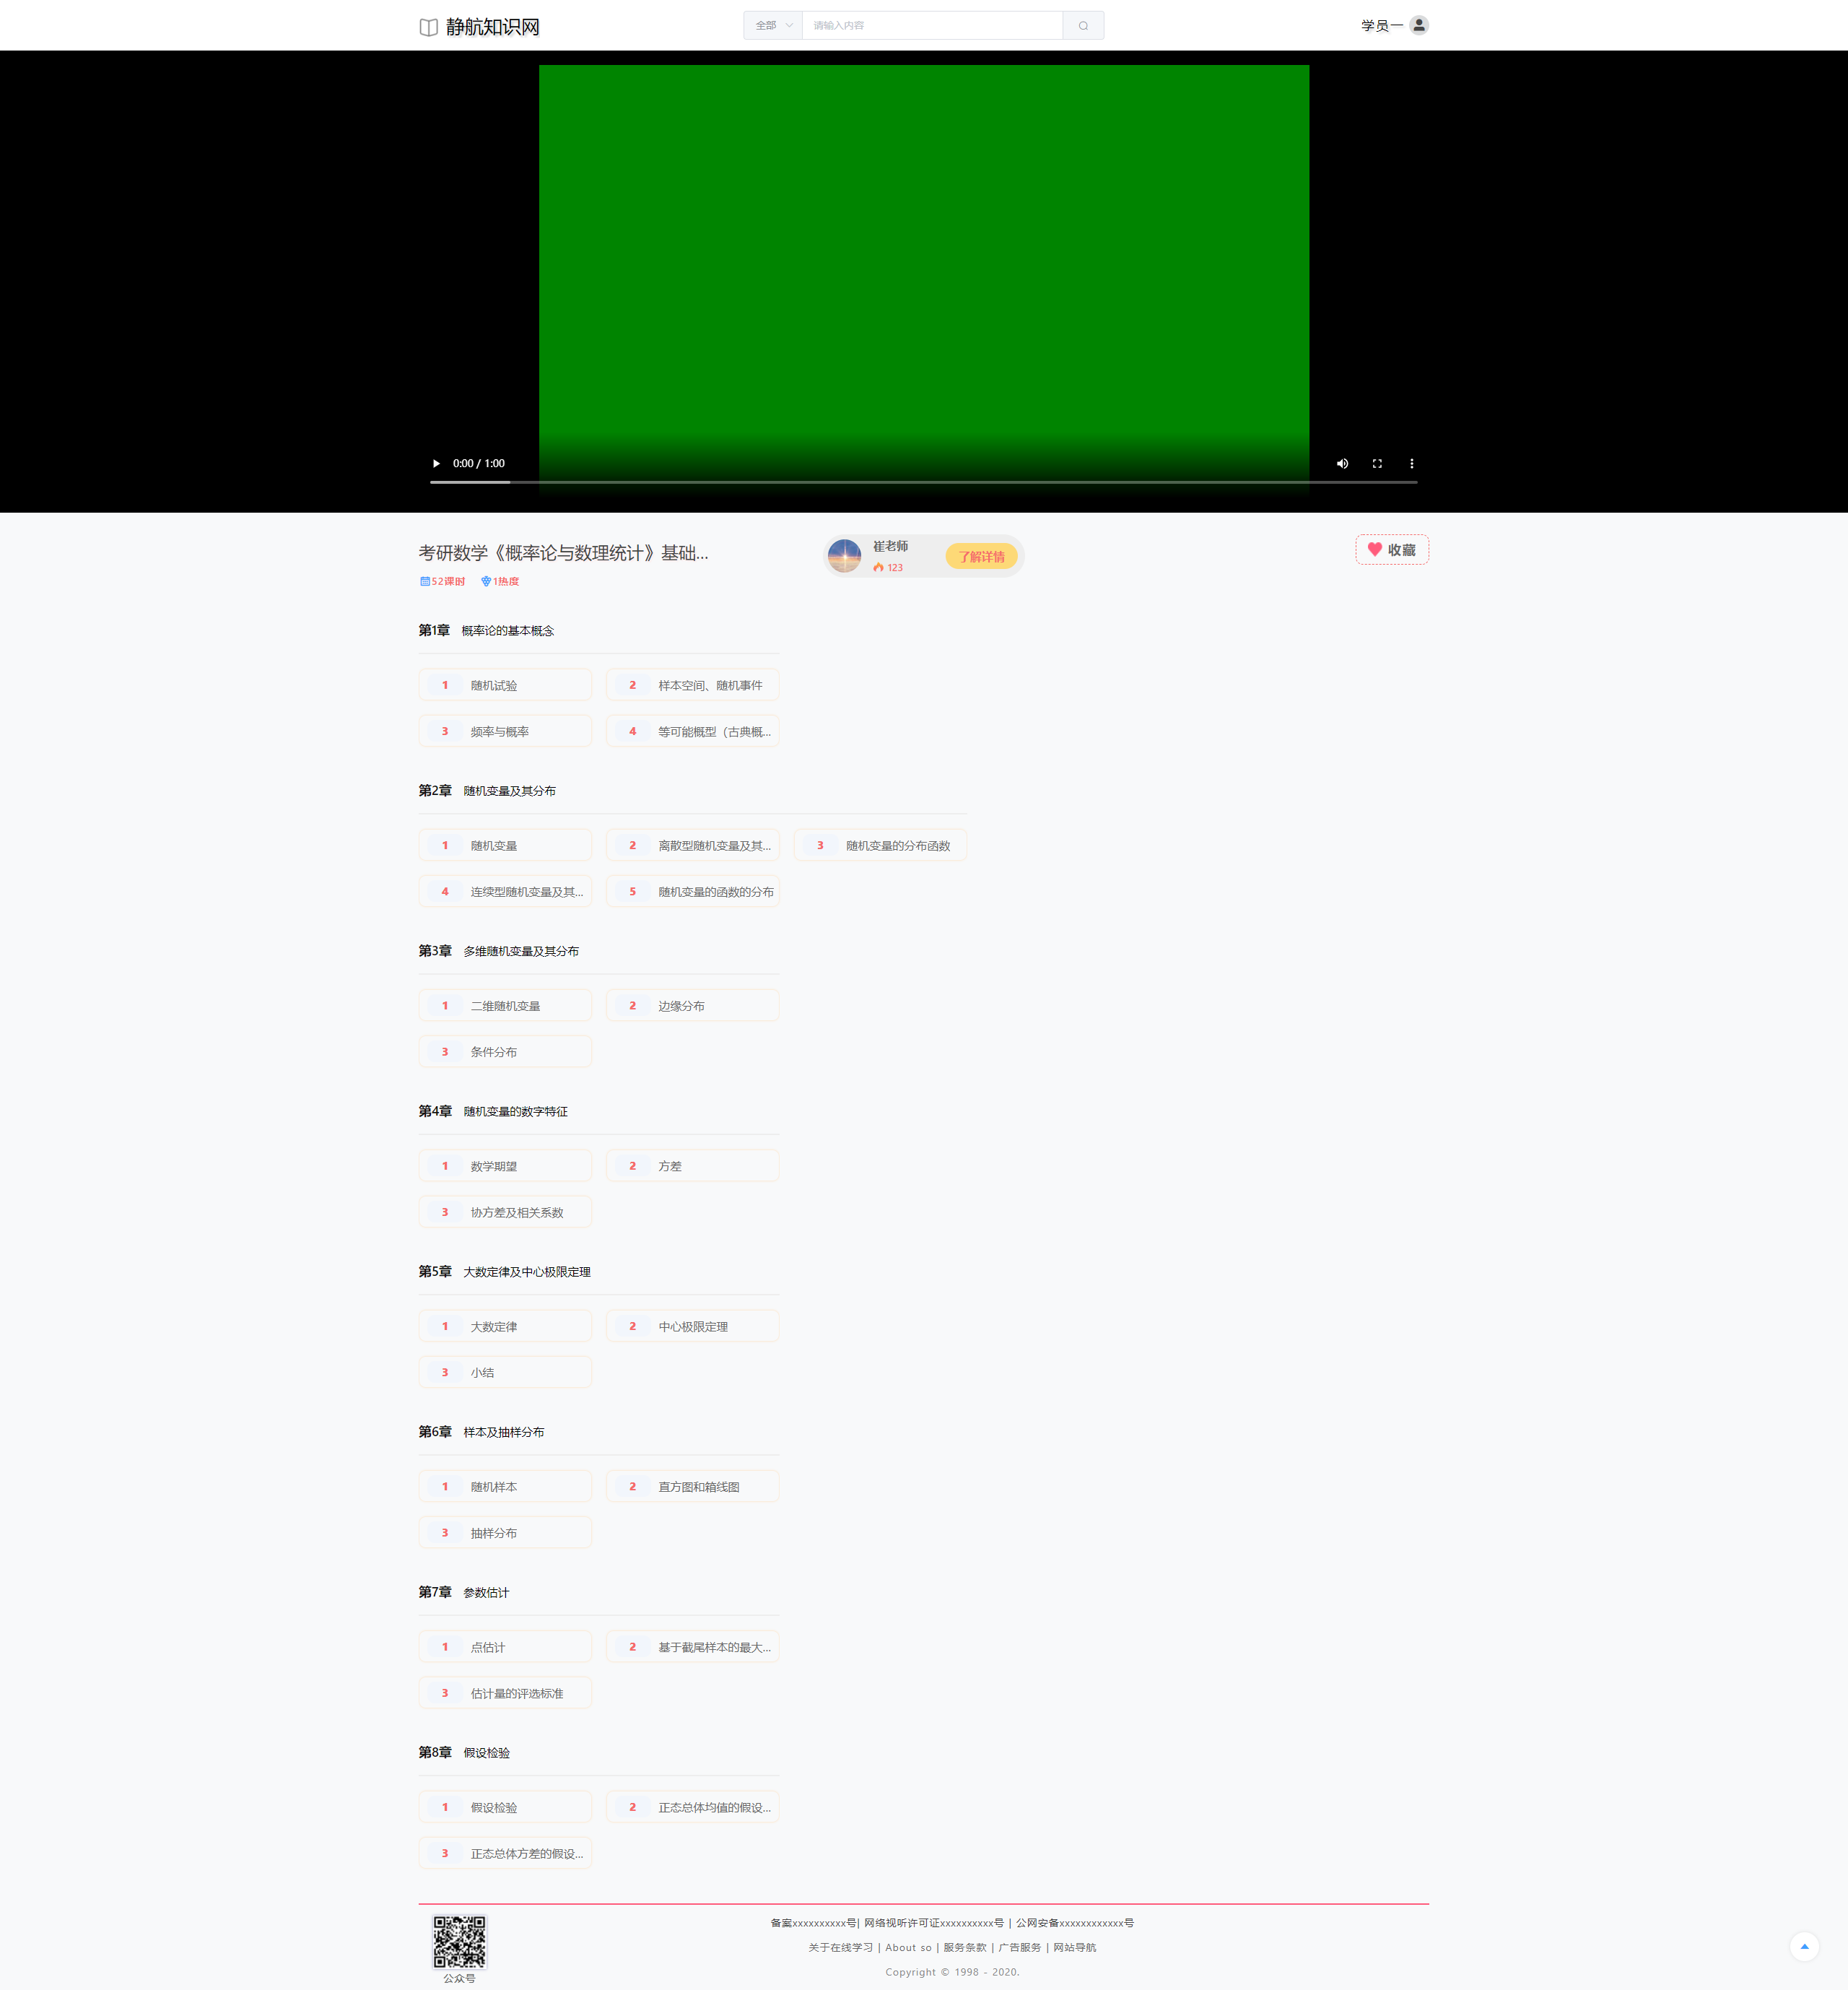 静航知识网
全部 请输入内容
学员一
0:00 / 1:00
考研数学《概率论与数理统计》基础...
52课时 1热度
崔老师
123
了解详情
收藏
第1章 概率论的基本概念
1 随机试验
2 样本空间、随机事件
3 频率与概率
4 等可能概型（古典概...
第2章 随机变量及其分布
1 随机变量
2 离散型随机变量及其...
3 随机变量的分布函数
4 连续型随机变量及其...
5 随机变量的函数的分布
第3章 多维随机变量及其分布
1 二维随机变量
2 边缘分布
3 条件分布
第4章 随机变量的数字特征
1 数学期望
2 方差
3 协方差及相关系数
第5章 大数定律及中心极限定理
1 大数定律
2 中心极限定理
3 小结
第6章 样本及抽样分布
1 随机样本
2 直方图和箱线图
3 抽样分布
第7章 参数估计
1 点估计
2 基于截尾样本的最大...
3 估计量的评选标准
第8章 假设检验
1 假设检验
2 正态总体均值的假设...
3 正态总体方差的假设...
备案xxxxxxxxxx号| 网络视听许可证xxxxxxxxxx号 | 公网安备xxxxxxxxxxxx号
关于在线学习 | About so | 服务条款 | 广告服务 | 网站导航
Copyright © 1998 - 2020.
公众号